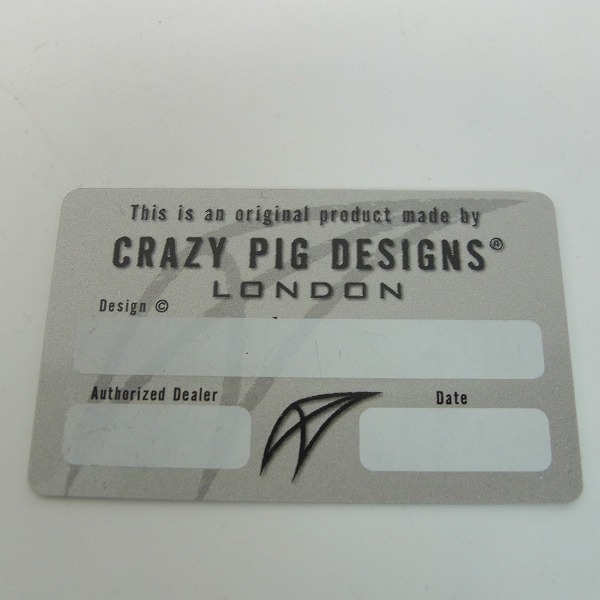 This is an original product made by
CRAZY PIG DESIGNS®
LONDON
Design ©
Authorized Dealer
Date